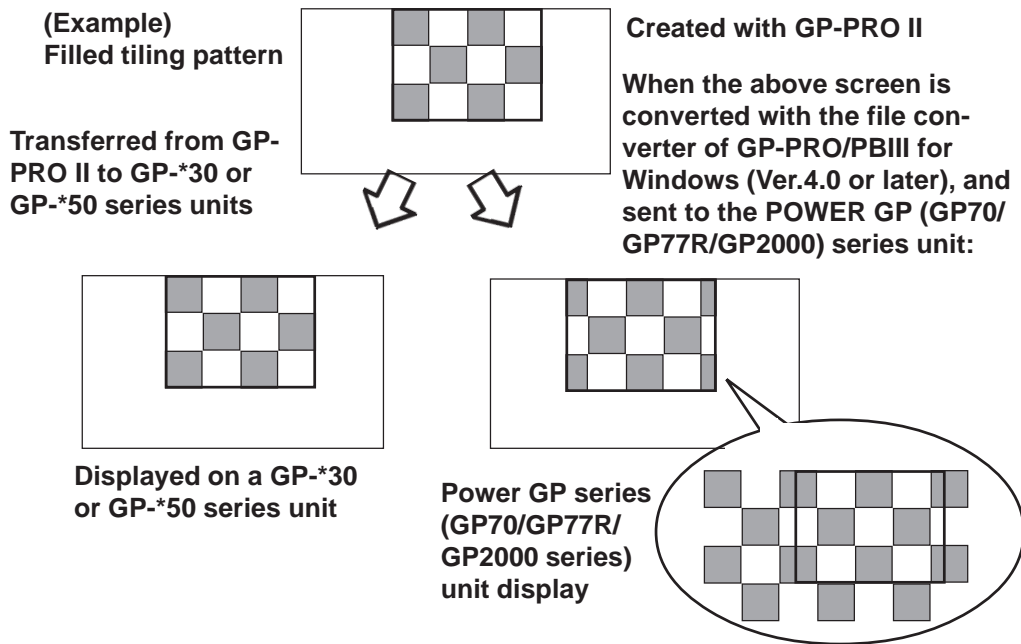 (Example)
Filled tiling pattern
Created with GP-PRO II
When the above screen is
converted with the file con-
verter of GP-PRO/PBIII for
Windows (Ver.4.0 or later), and
sent to the POWER GP (GP70/
GP77R/GP2000) series unit:
Transferred from GP-
PRO II to GP-*30 or
GP-*50 series units
Displayed on a GP-*30
or GP-*50 series unit
Power GP series
(GP70/GP77R/
GP2000 series)
unit display